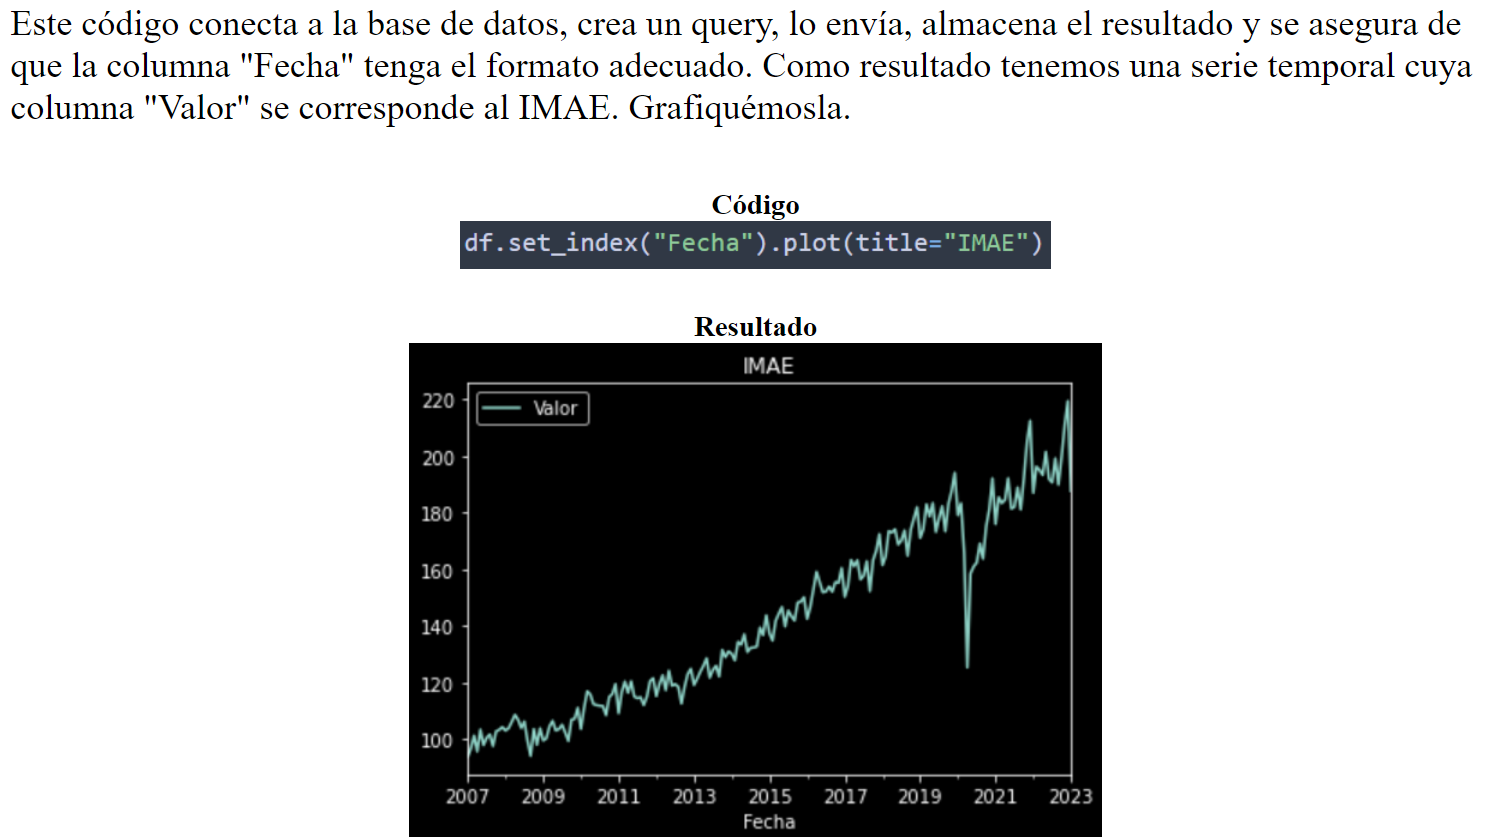 Este código conecta a la base de datos, crea un query, lo envía, almacena el resultado y se asegura de
que la columna "Fecha" tenga el formato adecuado. Como resultado tenemos una serie temporal cuya
columna "Valor" se corresponde al IMAE. Grafiquémosla.
Código
df.set_index("Fecha").plot(title="IMAE")
Resultado
IMAE
Valor
220
200
180
160
140
120
100
2007 2009 2011 2013 2015 2017 2019 2021 2023
Fecha